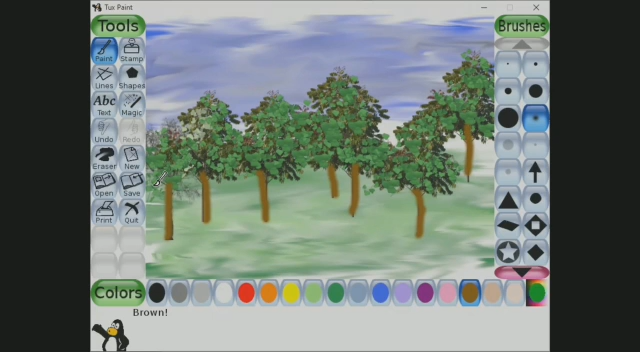 Tux Paint
Tools
Brushes
Paint
Stamp
Lines
Shapes
Abc
Text
Magic
Undo
Redo
Eraser
New
Open
Save
Print
Quit
Colors
Brown!